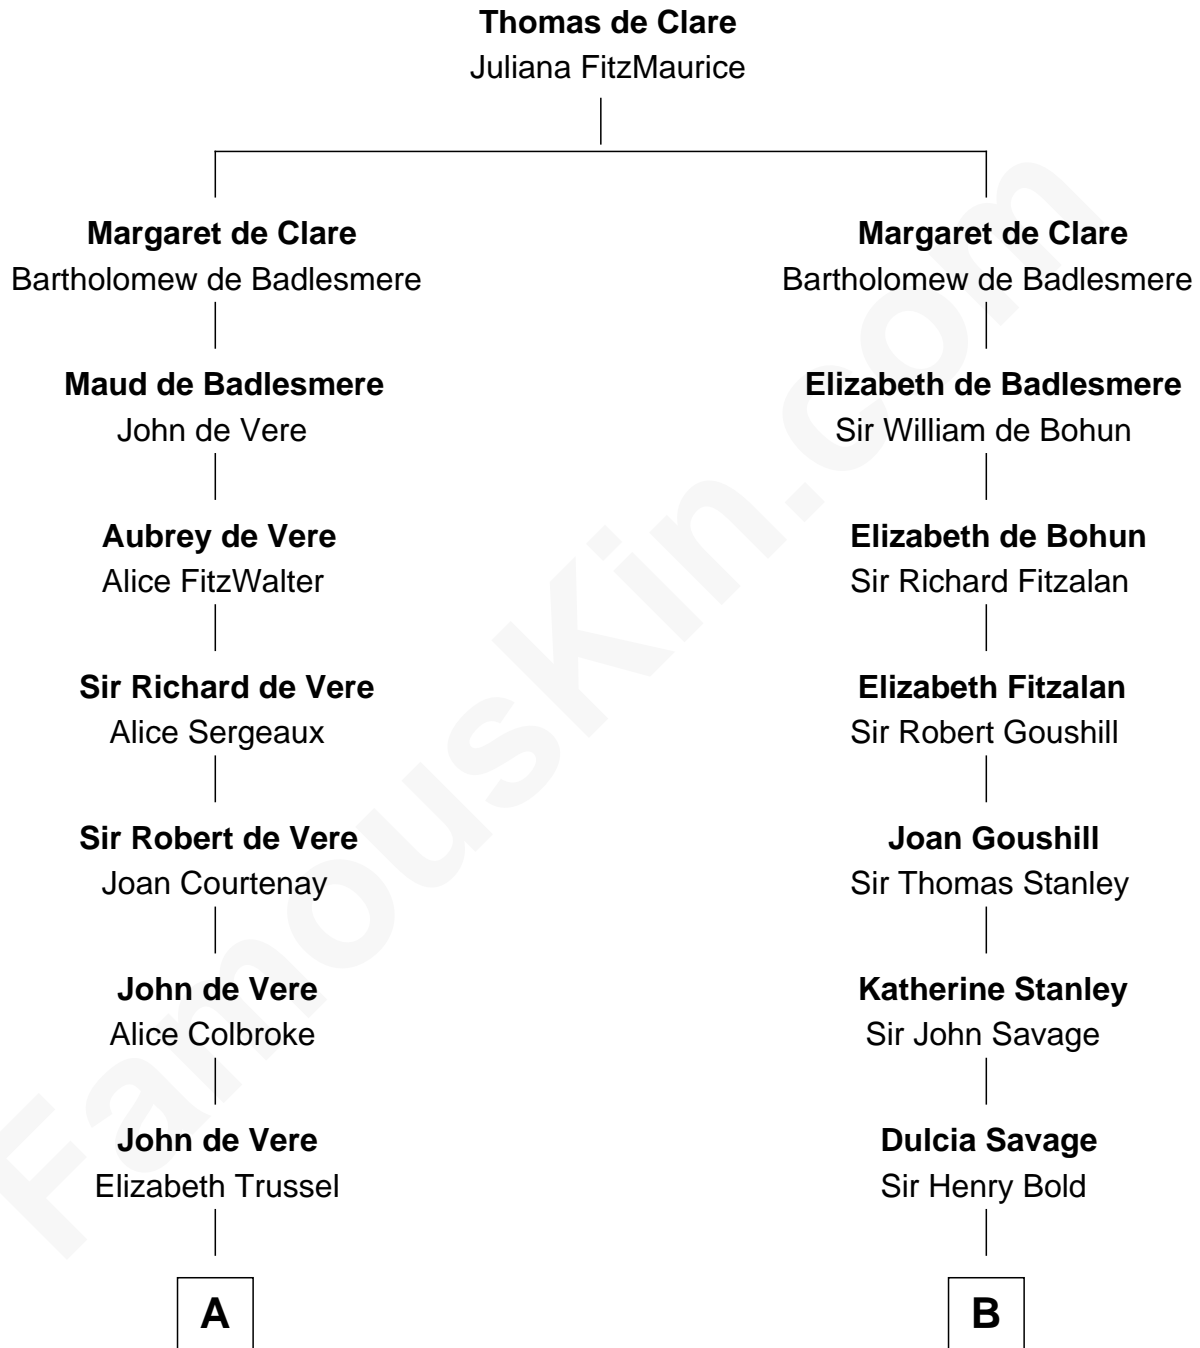 Thomas de Clare
Juliana FitzMaurice
Margaret de Clare
Bartholomew de Badlesmere
Margaret de Clare
Bartholomew de Badlesmere
Maud de Badlesmere
John de Vere
Elizabeth de Badlesmere
Sir William de Bohun
Aubrey de Vere
Alice FitzWalter
Elizabeth de Bohun
Sir Richard Fitzalan
Sir Richard de Vere
Alice Sergeaux
Elizabeth Fitzalan
Sir Robert Goushill
Sir Robert de Vere
Joan Courtenay
Joan Goushill
Sir Thomas Stanley
John de Vere
Alice Colbroke
Katherine Stanley
Sir John Savage
John de Vere
Elizabeth Trussel
Dulcia Savage
Sir Henry Bold
A
B
FamousKin.com